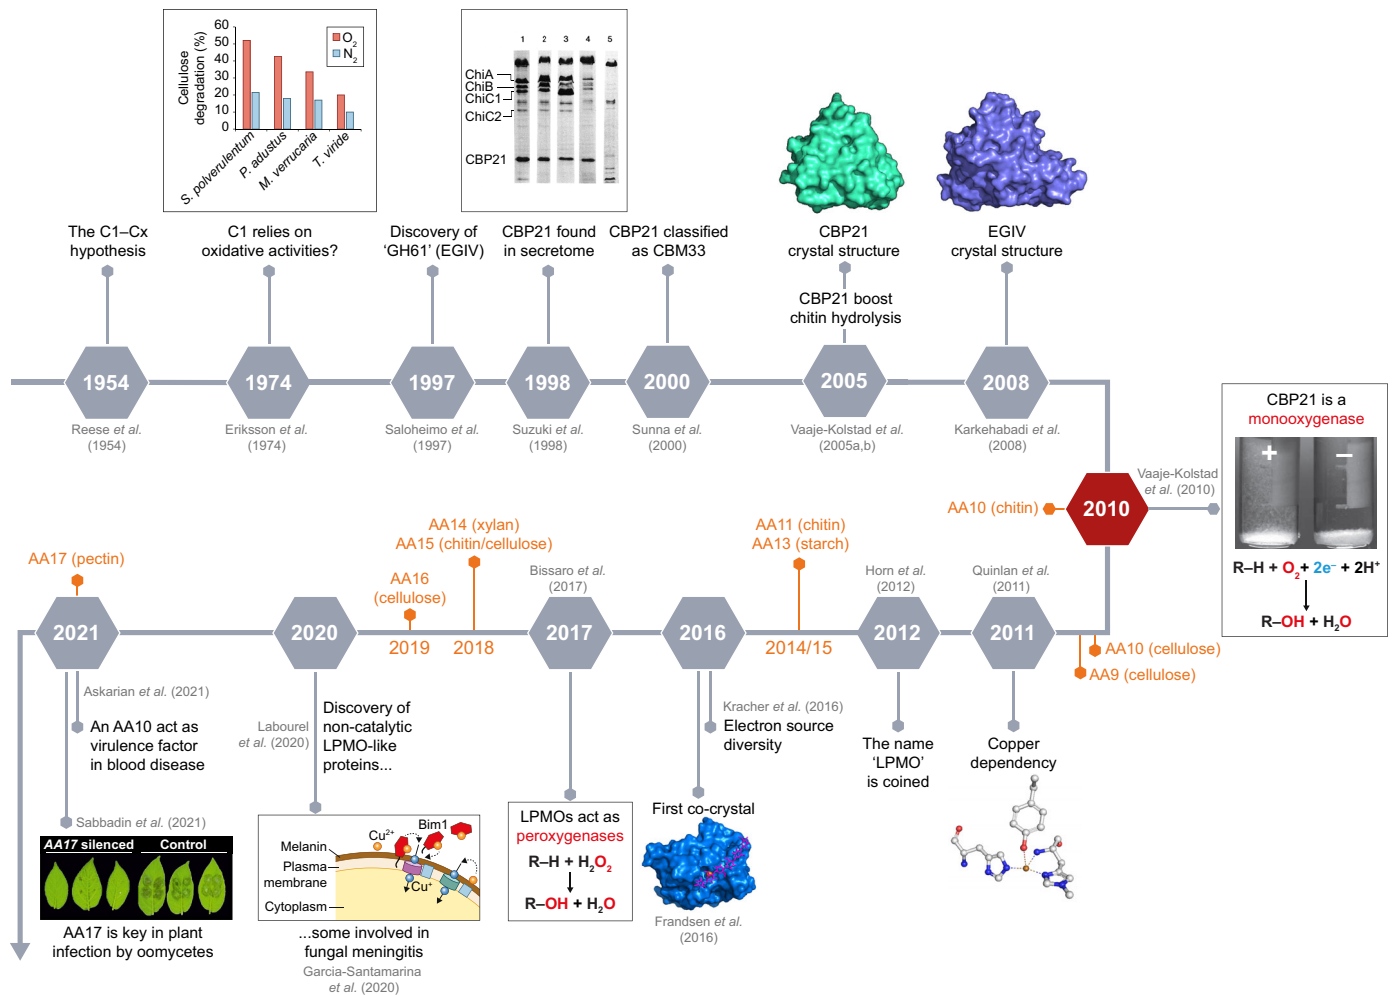 60
50
40
30
20
10
0
Cellulose
degradation (%)
O2
N2
S. polverulentum
P. adustus
M. verrucaria
T. viride
1 2 3 4 5
ChiA
ChiB
ChiC1
ChiC2
CBP21
The C1–Cx
hypothesis
C1 relies on
oxidative activities?
Discovery of
‘GH61’ (EGIV)
CBP21 found
in secretome
CBP21 classified
as CBM33
CBP21
crystal structure
CBP21 boost
chitin hydrolysis
EGIV
crystal structure
1954
1974
1997
1998
2000
2005
2008
Reese et al.
(1954)
Eriksson et al.
(1974)
Saloheimo et al.
(1997)
Suzuki et al.
(1998)
Sunna et al.
(2000)
Vaaje-Kolstad et al.
(2005a,b)
Karkehabadi et al.
(2008)
AA10 (chitin)
2010
Vaaje-Kolstad
et al. (2010)
CBP21 is a
monooxygenase
+ –
R–H + O2+ 2e– + 2H+
R–OH + H2O
AA10 (cellulose)
AA9 (cellulose)
Quinlan et al.
(2011)
2011
Copper
dependency
Horn et al.
(2012)
2012
The name
‘LPMO’
is coined
AA11 (chitin)
AA13 (starch)
2014/15
2016
Kracher et al. (2016)
Electron source
diversity
First co-crystal
Frandsen et al.
(2016)
Bissaro et al.
(2017)
2017
LPMOs act as
peroxygenases
R–H + H2O2
R–OH + H2O
AA14 (xylan)
AA15 (chitin/cellulose)
2018
AA16
(cellulose)
2019
2020
Labourel
et al. (2020)
Discovery of
non-catalytic
LPMO-like
proteins...
Cu2+
Bim1
Melanin
Plasma
membrane
Cu+
Cytoplasm
...some involved in
fungal meningitis
Garcia-Santamarina
et al. (2020)
AA17 (pectin)
2021
Askarian et al. (2021)
An AA10 act as
virulence factor
in blood disease
Sabbadin et al. (2021)
AA17 silenced Control
AA17 is key in plant
infection by oomycetes